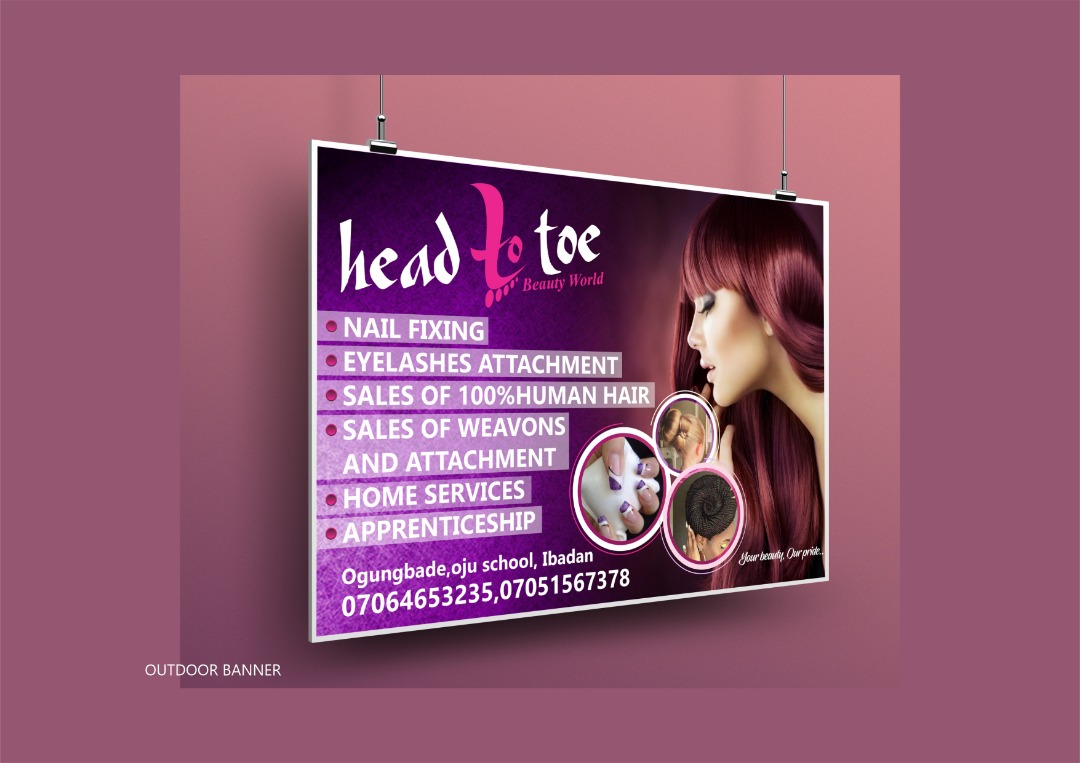 head to toe
Beauty World
NAIL FIXING
EYELASHES ATTACHMENT
SALES OF 100%HUMAN HAIR
SALES OF WEAVONS
AND ATTACHMENT
HOME SERVICES
APPRENTICESHIP
Ogungbade,oju school, Ibadan
07064653235,07051567378
Your beauty, Our pride..
OUTDOOR BANNER